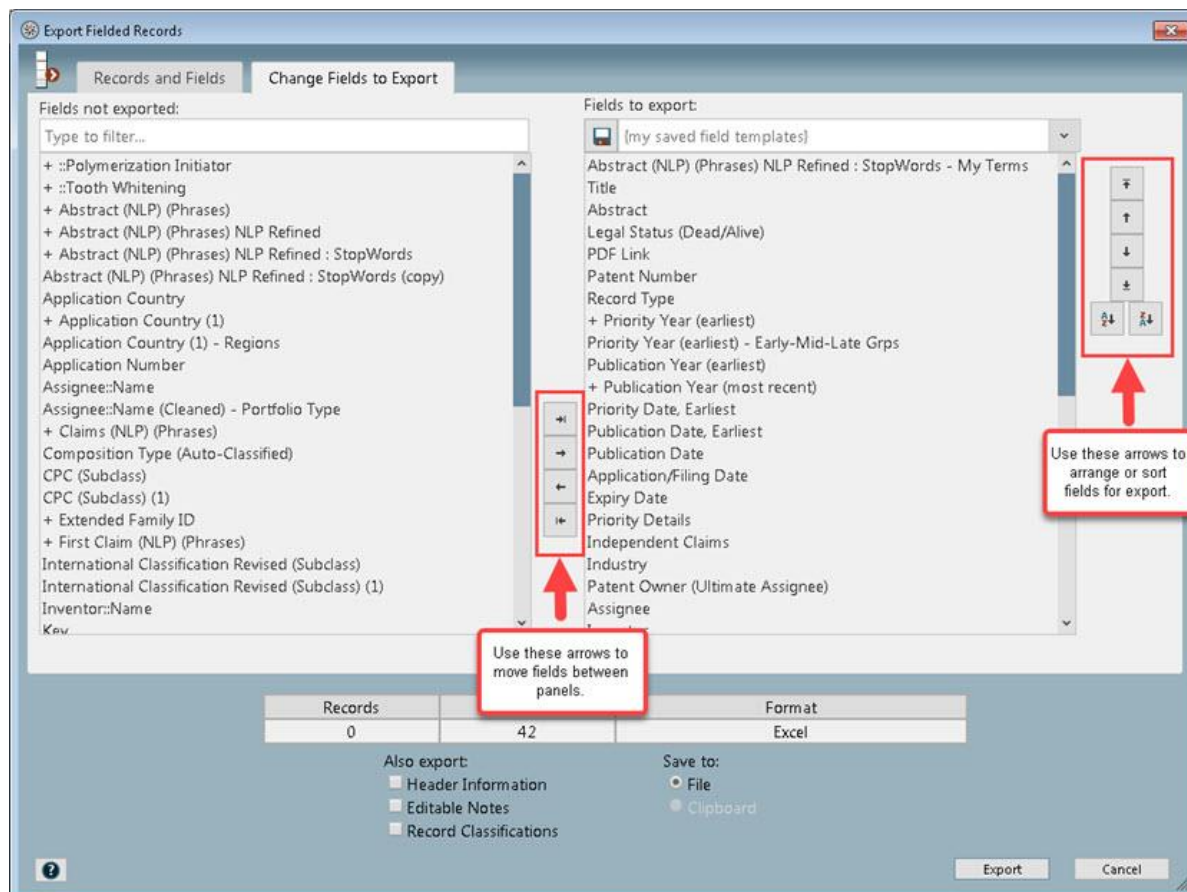 Export Fielded Records
Records and Fields
Change Fields to Export
Fields not exported:
Type to filter...
+ ::Polymerization Initiator
+ ::Tooth Whitening
+ Abstract (NLP) (Phrases)
+ Abstract (NLP) (Phrases) NLP Refined
+ Abstract (NLP) (Phrases) NLP Refined : StopWords
Abstract (NLP) (Phrases) NLP Refined : StopWords (copy)
Application Country
+ Application Country (1)
Application Country (1) - Regions
Application Number
Assignee::Name
Assignee::Name (Cleaned) - Portfolio Type
+ Claims (NLP) (Phrases)
Composition Type (Auto-Classified)
CPC (Subclass)
CPC (Subclass) (1)
+ Extended Family ID
+ First Claim (NLP) (Phrases)
International Classification Revised (Subclass)
International Classification Revised (Subclass) (1)
Inventor::Name
Key
Use these arrows to
move fields between
panels.
Fields to export:
{my saved field templates}
Abstract (NLP) (Phrases) NLP Refined : StopWords - My Terms
Title
Abstract
Legal Status (Dead/Alive)
PDF Link
Patent Number
Record Type
+ Priority Year (earliest)
Priority Year (earliest) - Early-Mid-Late Grps
Publication Year (earliest)
+ Publication Year (most recent)
Priority Date, Earliest
Publication Date, Earliest
Publication Date
Application/Filing Date
Expiry Date
Priority Details
Independent Claims
Industry
Patent Owner (Ultimate Assignee)
Assignee
A
Z
Z
A
Use these arrows to
arrange or sort
fields for export.
Records
Format
0
42
Excel
Also export:
Header Information
Editable Notes
Record Classifications
Save to:
File
Clipboard
?
Export
Cancel